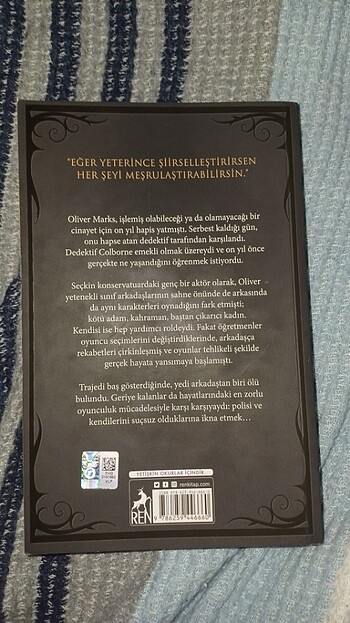 "EĞER YETERİNCE ŞİİRSELLEŞTİRİRSEN
HER ŞEYİ MEŞRULAŞTIRABİLİRSİN."
Oliver Marks, işlemiş olabileceği ya da olamayacağı bir
cinayet için on yıl hapis yatmıştı. Serbest kaldığı gün,
onu hapse atan dedektif tarafından karşılandı.
Dedektif Colborne emekli olmak üzereydi ve on yıl önce
gerçekte ne yaşandığını öğrenmek istiyordu.
Seçkin konservatuardaki genç bir aktör olarak, Oliver
yetenekli sınıf arkadaşlarının sahne önünde de arkasında
da aynı karakterleri oynadığını fark etmişti;
kötü adam, kahraman, baştan çıkarıcı kadın.
Kendisi ise hep yardımcı roldeydi. Fakat öğretmenler
oyuncu seçimlerini değiştirdiklerinde, arkadaşça
rekabetleri çirkinleşmiş ve oyunlar tehlikeli şekilde
gerçek hayata yansımaya başlamıştı.
Trajedi baş gösterdiğinde, yedi arkadaştan biri ölü
bulundu. Geriye kalanlar da hayatlarındaki en zorlu
oyunculuk mücadelesiyle karşı karşıyaydı: polisi ve
kendilerini suçsuz olduklarına ikna etmek...
YETİŞKİN OKURLAR İÇİNDİR.
renkitap.com
REN
9 786259 446660